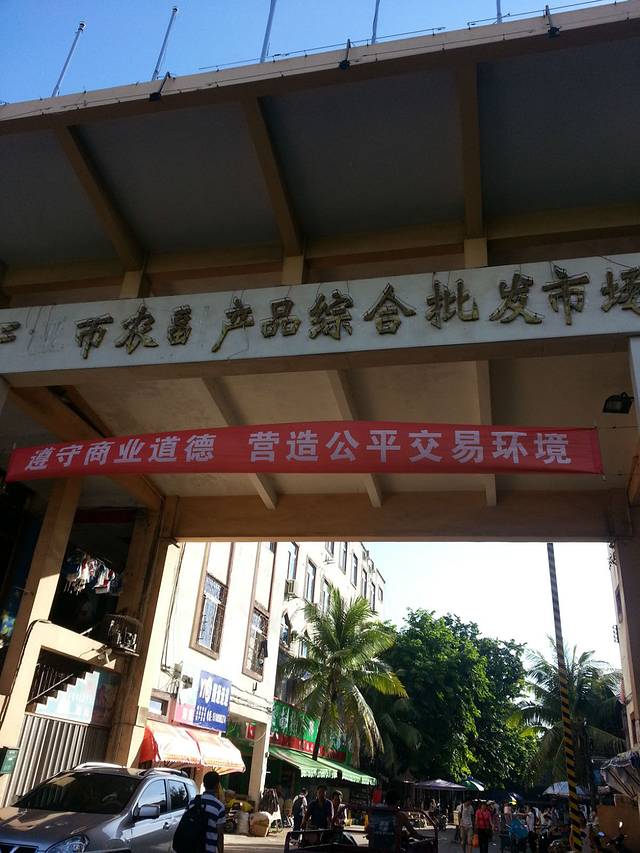 市农畜产品综合批发市场
遵守商业道德 营造公平交易环境